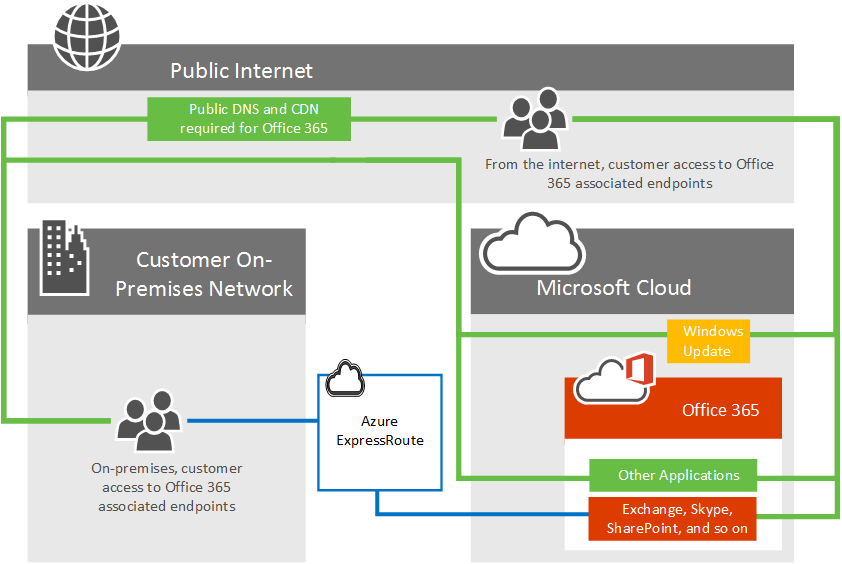 Public Internet
Public DNS and CDN
required for Office 365
From the internet, customer access to Office
365 associated endpoints
Customer On-
Premises Network
Microsoft Cloud
Windows
Update
Azure
ExpressRoute
Office 365
On-premises, customer
access to Office 365
associated endpoints
Other Applications
Exchange, Skype,
SharePoint, and so on